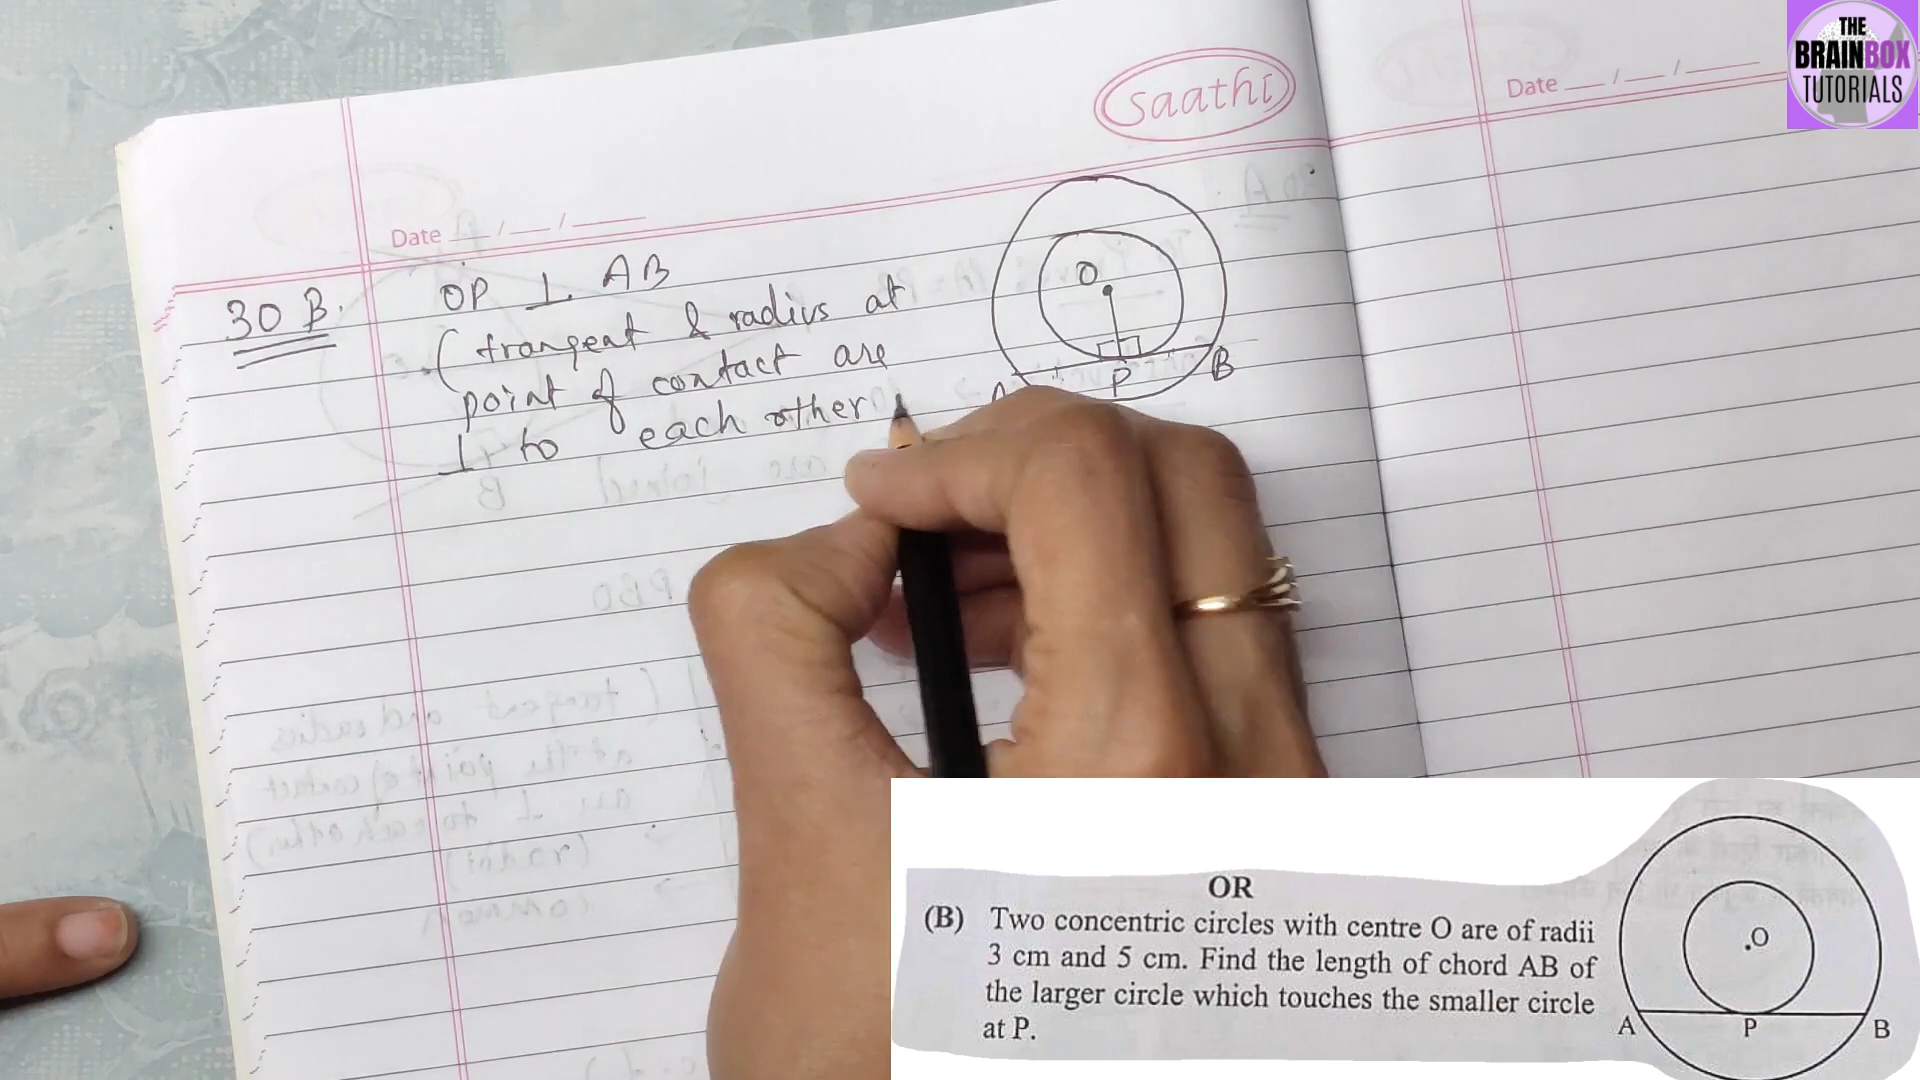 THE
BRAINBOX
TUTORIALS
saathi
Date
Date
30 B.
OP ⊥ AB
(trangent & radius at
point of contact are
⊥ to each other
O
P
B
OR
(B) Two concentric circles with centre O are of radii
3 cm and 5 cm. Find the length of chord AB of
the larger circle which touches the smaller circle
at P.
.O
A P B